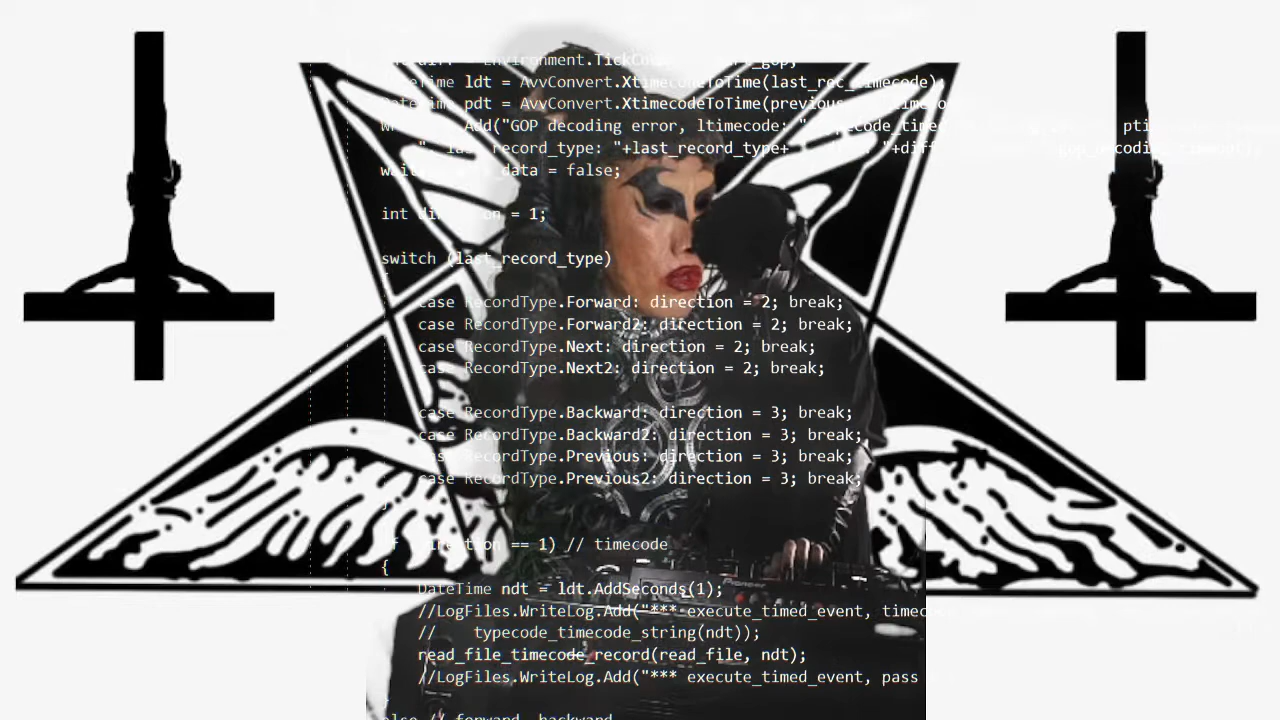 Environment.TickCou
DateTime ldt = AvvConvert.XtimecodeToTime(last_rec_timecode);
DateTime pdt = AvvConvert.XtimecodeToTime(previous
Add("GOP decoding error, ltimecode: "
", last record_type: "+last_record_type+ "+diff
data = false;
int direction = 1;
switch (last_record_type)
{
case RecordType.Forward: direction = 2; break;
case RecordType.Forward2: direction = 2; break;
case RecordType.Next: direction = 2; break;
case RecordType.Next2: direction = 2; break;
case RecordType.Backward: direction = 3; break;
case RecordType.Backward2: direction = 3; break;
case RecordType.Previous: direction = 3; break;
case RecordType.Previous2: direction = 3; break;
}
if (direction == 1) // timecode
{
DateTime ndt = ldt.AddSeconds(1);
//LogFiles.WriteLog.Add("*** execute_timed_event,
// typecode_timecode_string(ndt));
read_file_timecode_record(read_file, ndt);
//LogFiles.WriteLog.Add("*** execute_timed_event, pass
else // forward, backward